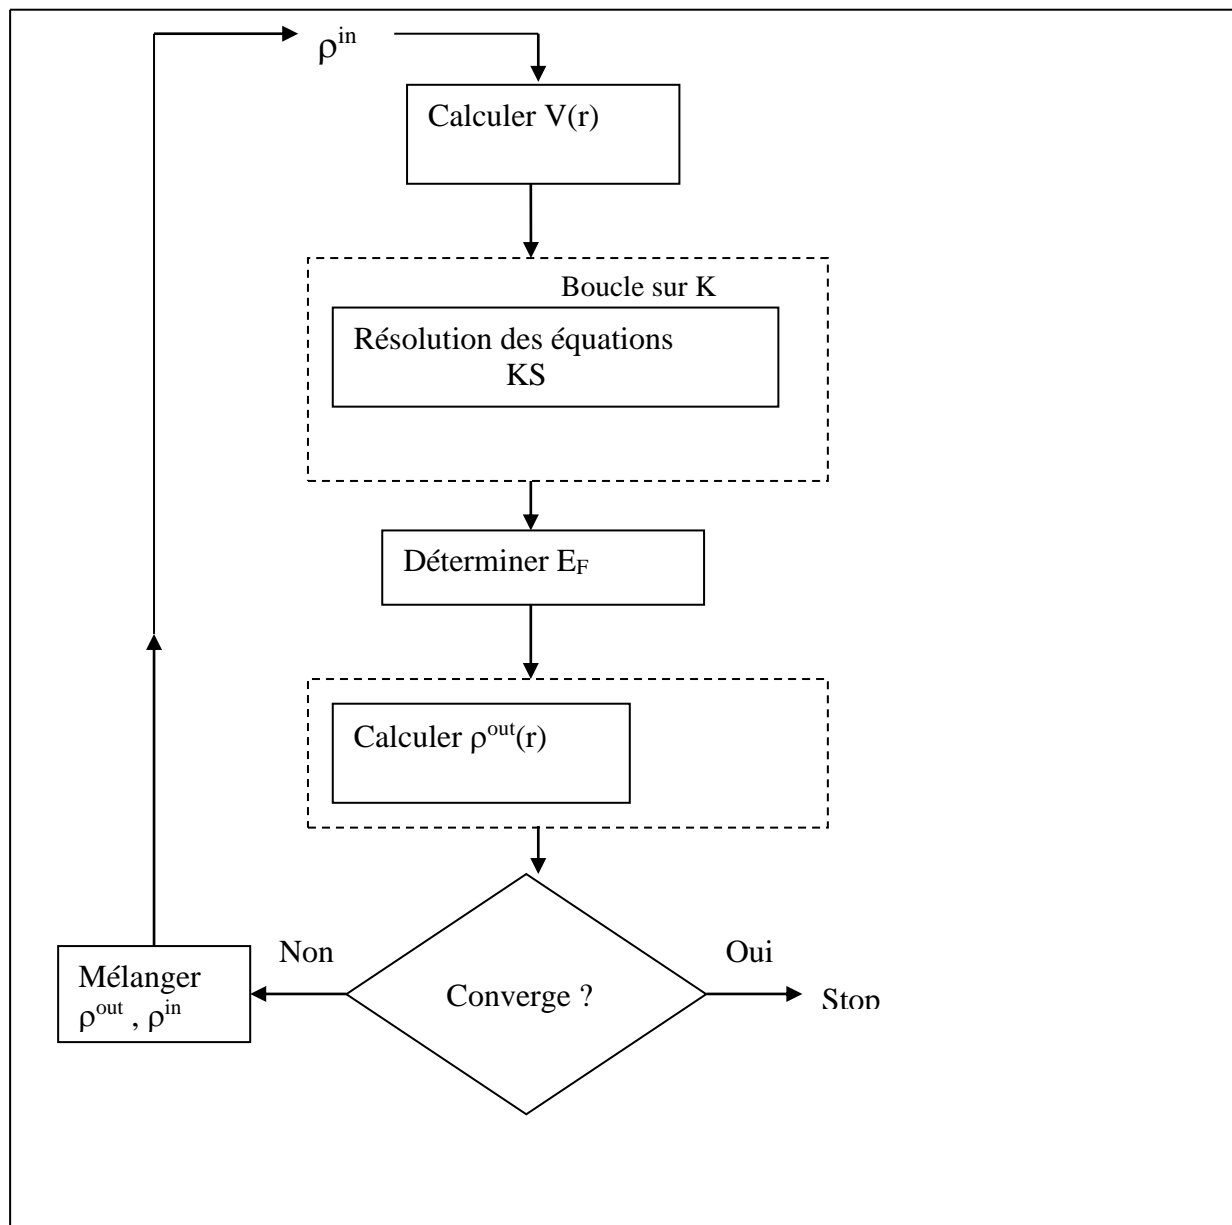 ρ^in
Calculer V(r)
Boucle sur K
Résolution des équations
KS
Déterminer E_F
Calculer ρ^out(r)
Non
Oui
Mélanger
ρ^out , ρ^in
Converge ?
Stop